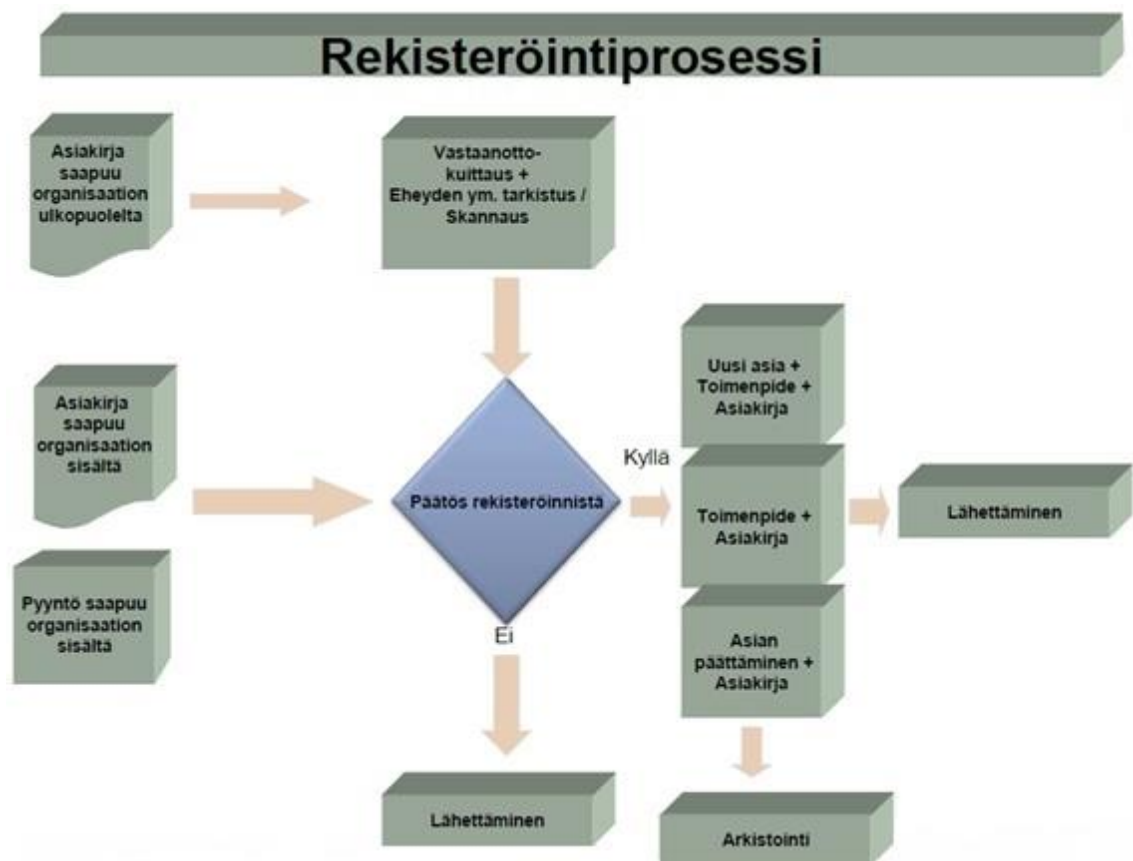 Rekisteröintiprosessi
Asiakirja
saapuu
organisaation
ulkopuolelta
Vastaanotto-
kuittaus +
Eheyden ym. tarkistus /
Skannaus
Asiakirja
saapuu
organisaation
sisältä
Pyyntö saapuu
organisaation
sisältä
Päätös rekisteröinnistä
Kyllä
Ei
Uusi asia +
Toimenpide +
Asiakirja
Toimenpide +
Asiakirja
Asian
päättäminen +
Asiakirja
Lähettäminen
Lähettäminen
Arkistointi